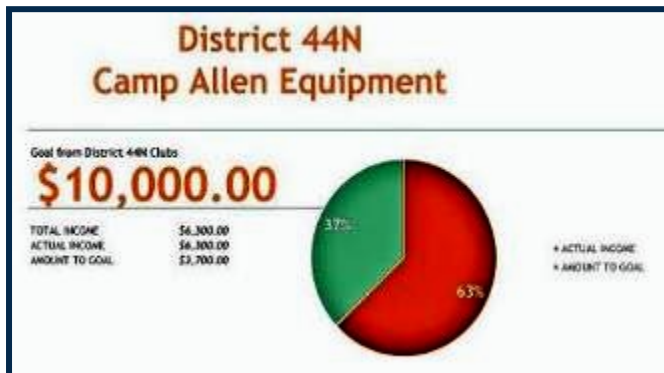 District 44N
Camp Allen Equipment
Goal from District 44N Clubs
$10,000.00
TOTAL INCOME $6,300.00
ACTUAL INCOME $6,300.00
AMOUNT TO GOAL $3,700.00
37%
63%
ACTUAL INCOME
AMOUNT TO GOAL